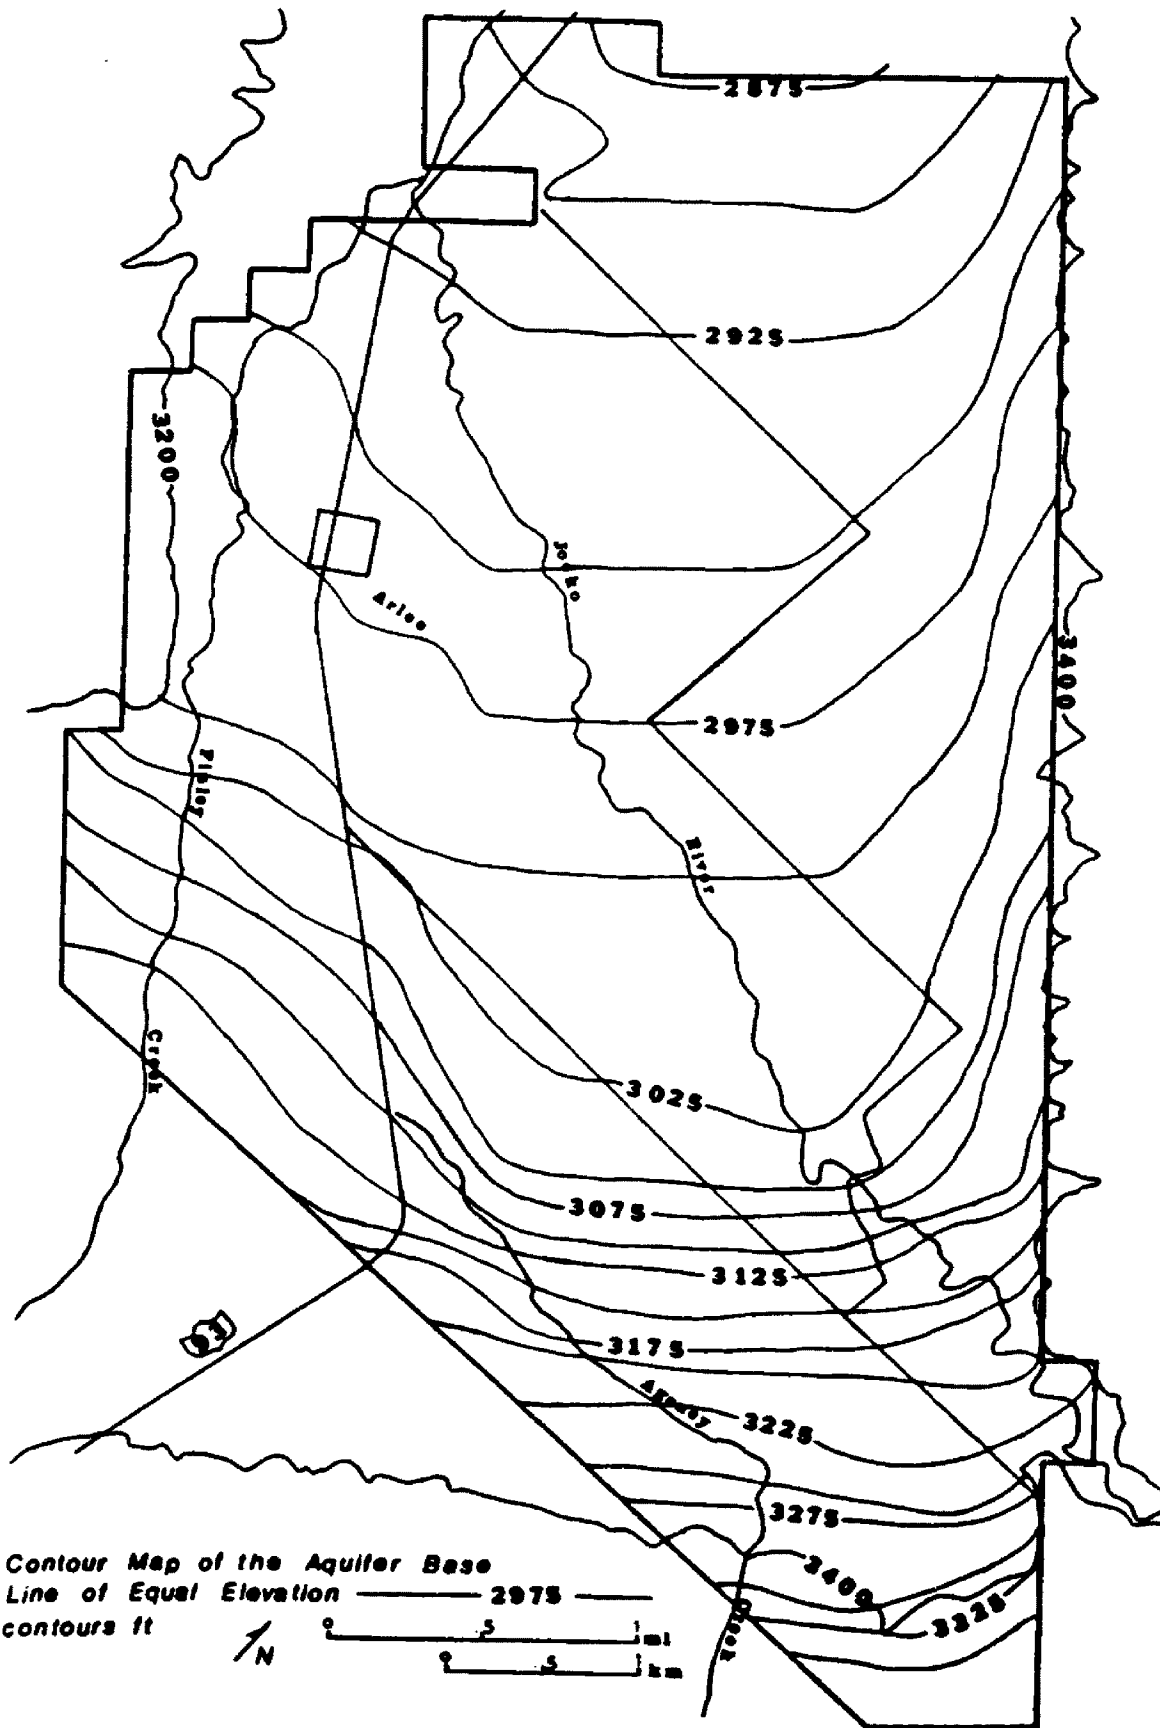 2875
2925
3200
Jocko
Arlee
3400
2975
Finley
River
Creek
3025
3075
3125
3175
Agency
3225
3275
3400
3325
Creek
Contour Map of the Aquifer Base
Line of Equal Elevation 2975
contours ft
N
0 .5 1 mi
0 .5 1 km